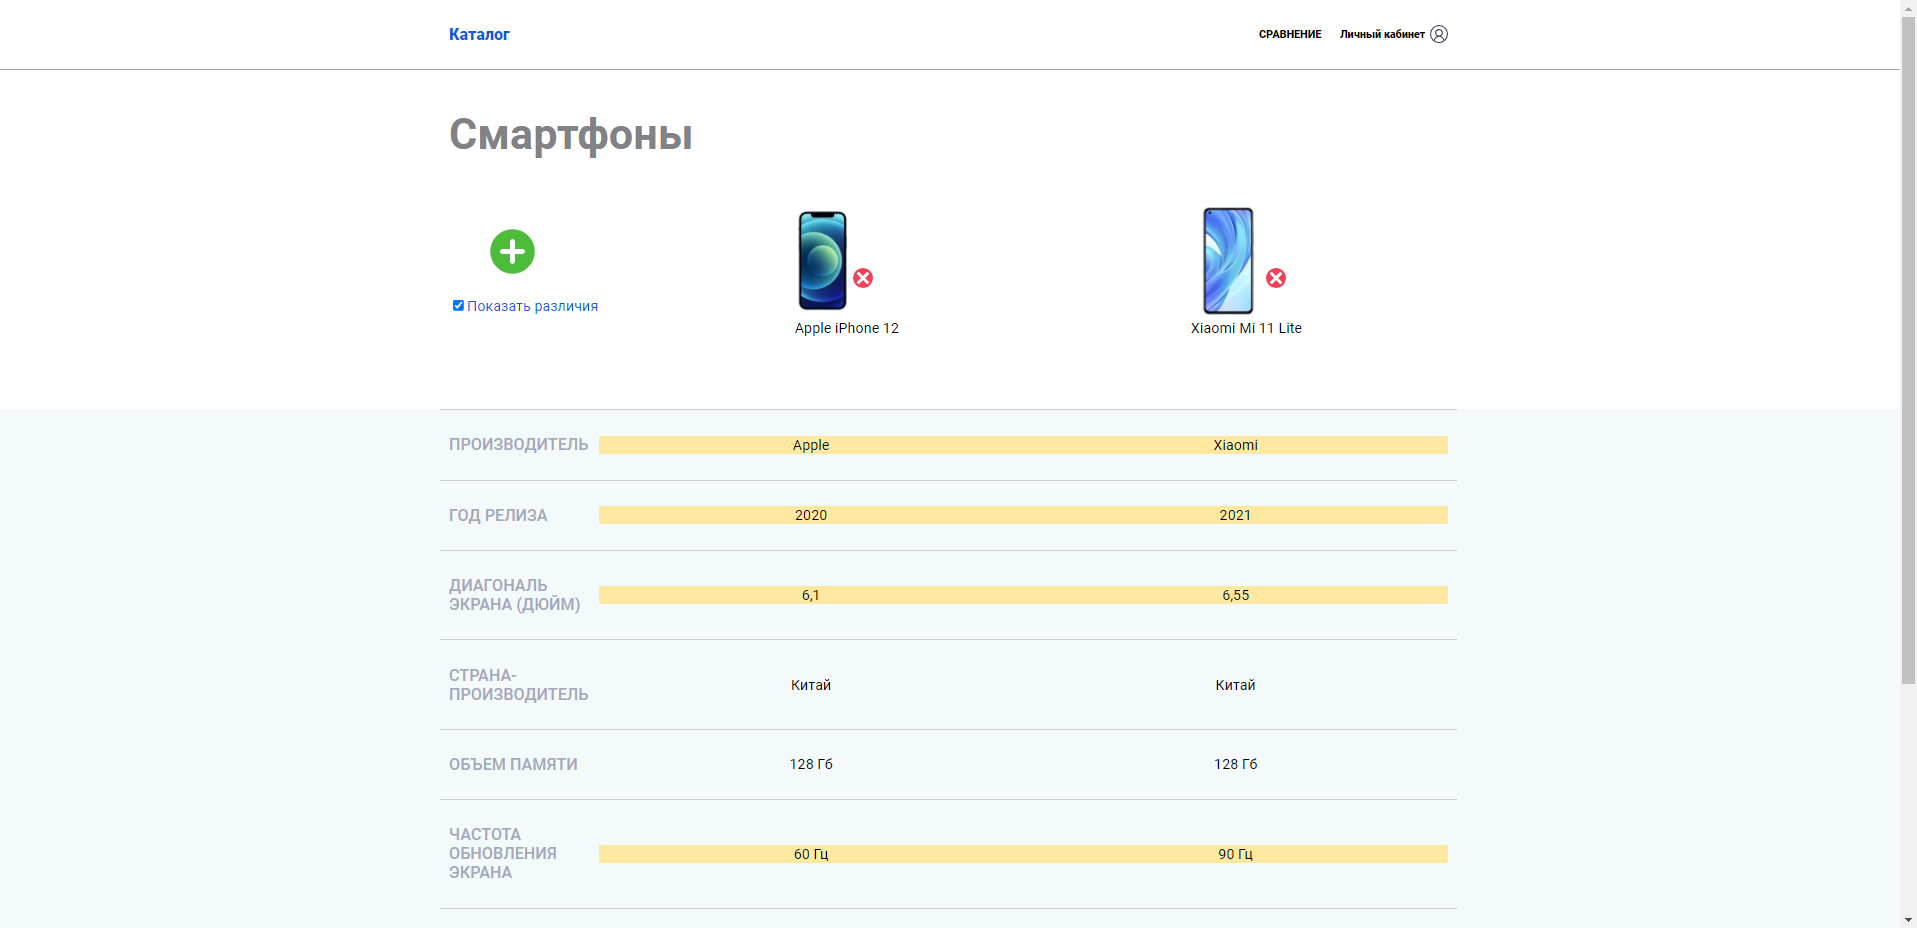 Каталог
СРАВНЕНИЕ Личный кабинет
Смартфоны
Показать различия
Apple iPhone 12
Xiaomi Mi 11 Lite
ПРОИЗВОДИТЕЛЬ Apple Xiaomi
ГОД РЕЛИЗА 2020 2021
ДИАГОНАЛЬ
ЭКРАНА (ДЮЙМ) 6,1 6,55
СТРАНА-
ПРОИЗВОДИТЕЛЬ Китай Китай
ОБЪЕМ ПАМЯТИ 128 Гб 128 Гб
ЧАСТОТА
ОБНОВЛЕНИЯ 60 Гц 90 Гц
ЭКРАНА